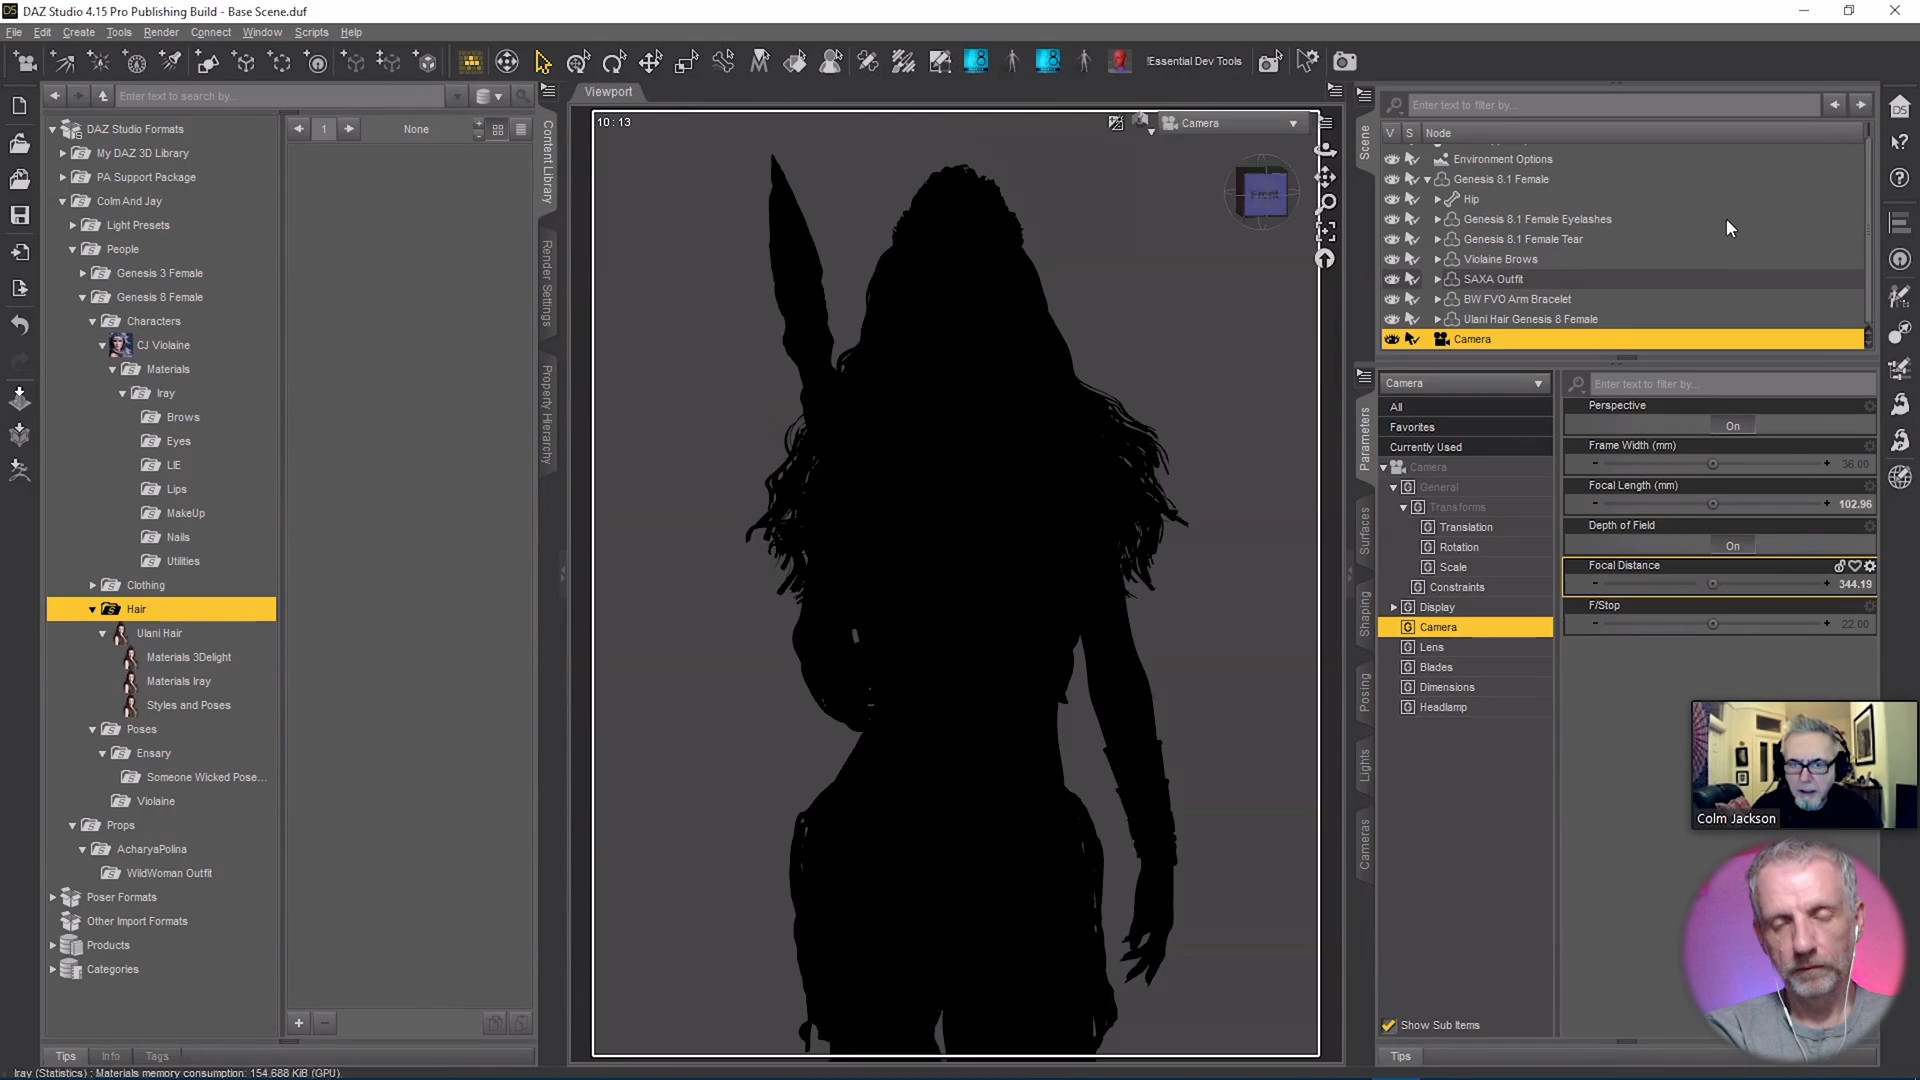 DAZ Studio 4.15 Pro Publishing Build - Base Scene.duf
File Edit Create Tools Render Connect Window Scripts Help
!Essential Dev Tools
Enter text to search by...
DAZ Studio Formats
My DAZ 3D Library
PA Support Package
Colm And Jay
Light Presets
People
Genesis 3 Female
Genesis 8 Female
Characters
CJ Violaine
Materials
Iray
Brows
Eyes
LIE
Lips
MakeUp
Nails
Utilities
Clothing
Hair
Ulani Hair
Materials 3Delight
Materials Iray
Styles and Poses
Poses
Ensary
Someone Wicked Pose...
Violaine
Props
AcharyaPolina
WildWoman Outfit
Poser Formats
Other Import Formats
Products
Categories
Tips Info Tags
Iray (Statistics) : Materials memory consumption: 154.688 KiB (GPU).
1
None
Content Library
Render Settings
Property Hierarchy
Viewport
10 : 13
Camera
Front
Scene
Enter text to filter by...
V S Node
Environment Options
Genesis 8.1 Female
Hip
Genesis 8.1 Female Eyelashes
Genesis 8.1 Female Tear
Violaine Brows
SAXA Outfit
BW FVO Arm Bracelet
Ulani Hair Genesis 8 Female
Camera
Parameters
Surfaces
Shaping
Posing
Lights
Cameras
Camera
All
Favorites
Currently Used
Camera
General
Transforms
Translation
Rotation
Scale
Constraints
Display
Camera
Lens
Blades
Dimensions
Headlamp
Show Sub Items
Tips
Enter text to filter by...
Perspective
On
Frame Width (mm)
36.00
Focal Length (mm)
102.96
Depth of Field
On
Focal Distance
344.19
F/Stop
22.00
Colm Jackson